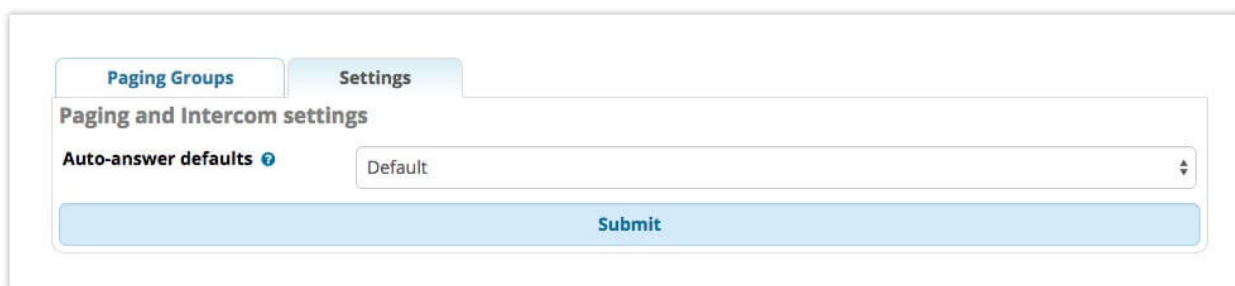 Paging Groups Settings
Paging and Intercom settings
Auto-answer defaults ?
Default
Submit